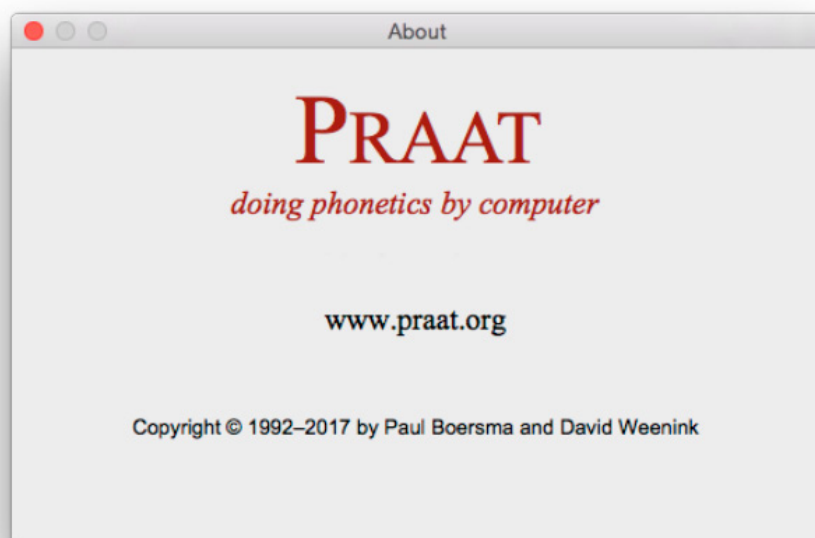 About
PRAAT
doing phonetics by computer
www.praat.org
Copyright © 1992–2017 by Paul Boersma and David Weenink